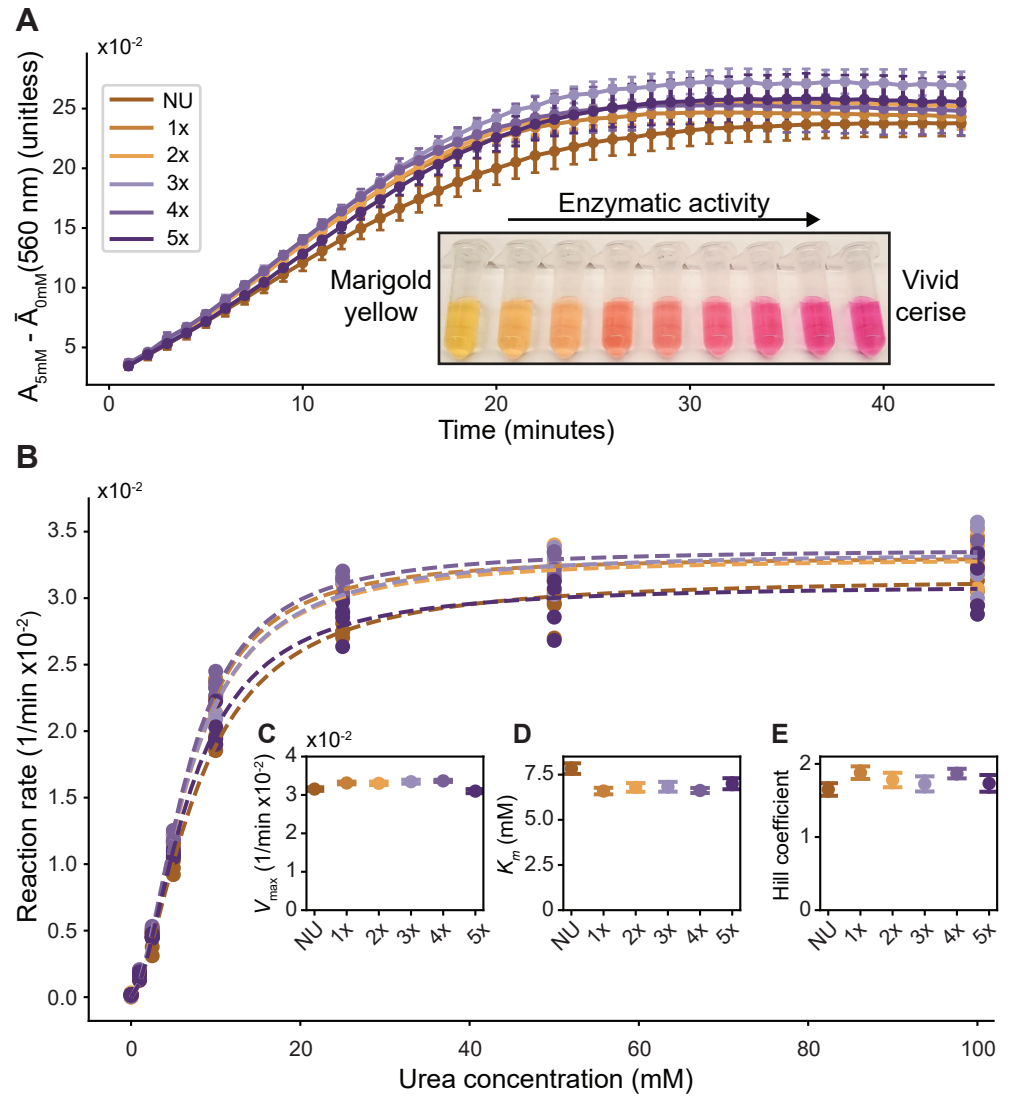 A
x10⁻²
A₅ₘM - Ā₀ₘM(560 nm) (unitless)
25
20
15
10
5
NU
1x
2x
3x
4x
5x
Enzymatic activity
Marigold
yellow
Vivid
cerise
0
10
20
30
40
Time (minutes)
B
x10⁻²
Reaction rate (1/min x10⁻²)
3.5
3.0
2.5
2.0
1.5
1.0
0.5
0.0
C
x10⁻²
Vmax (1/min x10⁻²)
4
3
2
1
0
NU
1x
2x
3x
4x
5x
D
Km (mM)
7.5
5.0
2.5
0
NU
1x
2x
3x
4x
5x
E
Hill coefficient
2
1
0
NU
1x
2x
3x
4x
5x
0
20
40
60
80
100
Urea concentration (mM)